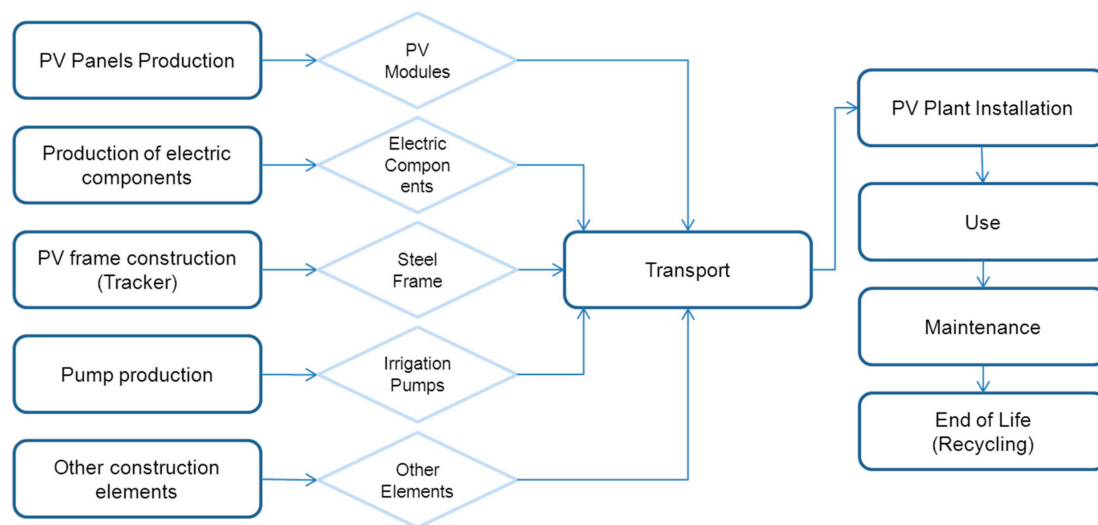 PV Panels Production
PV
Modules
Production of electric
components
Electric
Compon
ents
PV frame construction
(Tracker)
Steel
Frame
Pump production
Irrigation
Pumps
Other construction
elements
Other
Elements
Transport
PV Plant Installation
Use
Maintenance
End of Life
(Recycling)